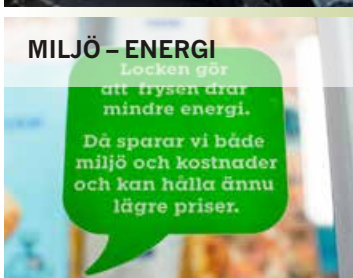 MILJÖ – ENERGI
Locken gör
att frysen drar
mindre energi.
Då sparar vi både
miljö och kostnader
och kan hålla ännu
lägre priser.